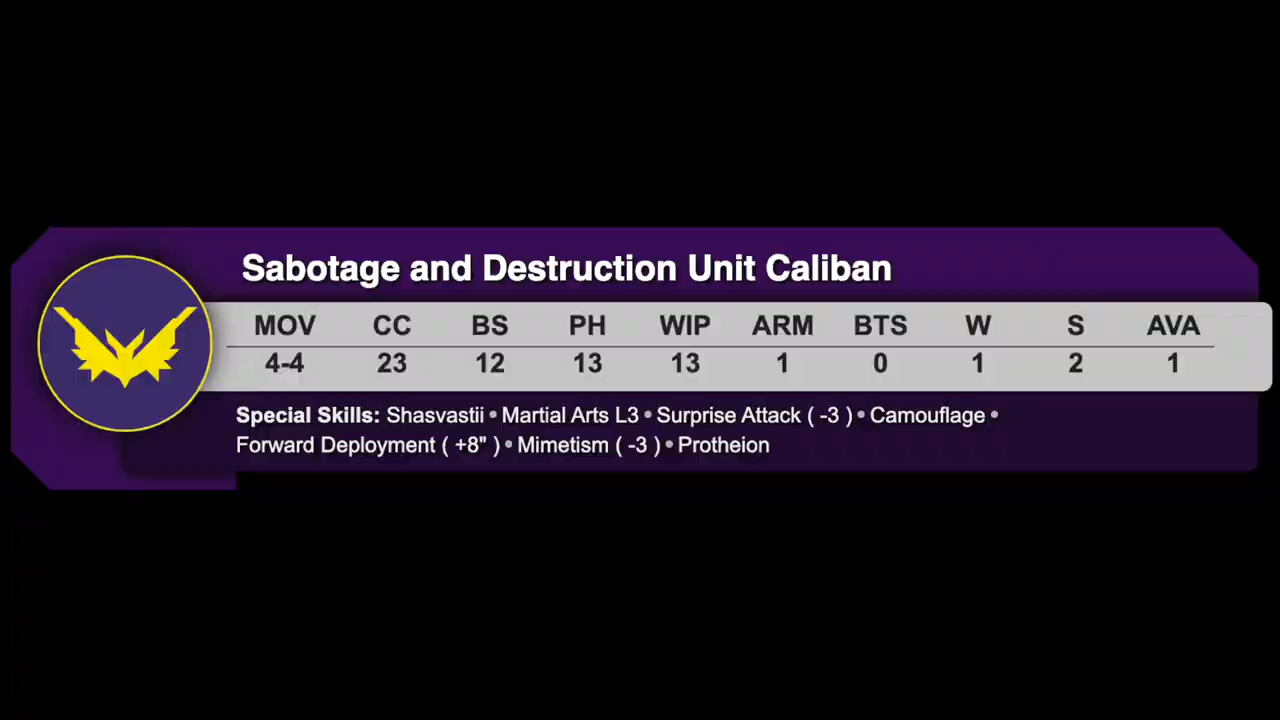 Sabotage and Destruction Unit Caliban
MOV CC BS PH WIP ARM BTS W S AVA
4-4 23 12 13 13 1 0 1 2 1
Special Skills: Shasvastii • Martial Arts L3 • Surprise Attack ( -3 ) • Camouflage •
Forward Deployment ( +8" ) • Mimetism ( -3 ) • Protheion